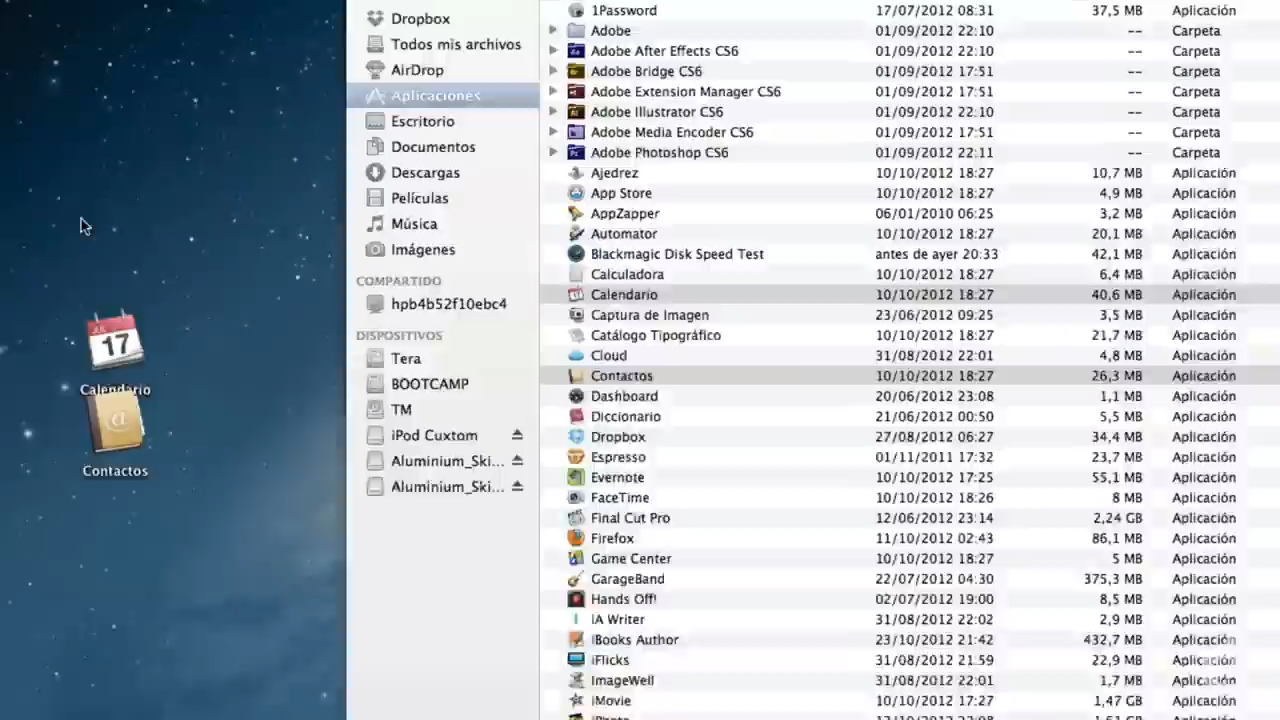 JUL
17
Calendario
@
Contactos
Dropbox
Todos mis archivos
AirDrop
Aplicaciones
Escritorio
Documentos
Descargas
Películas
Música
Imágenes
COMPARTIDO
hpb4b52f10ebc4
DISPOSITIVOS
Tera
BOOTCAMP
TM
iPod Cuxtom
Aluminium_Ski...
Aluminium_Ski...
1Password 17/07/2012 08:31 37,5 MB Aplicación
Adobe 01/09/2012 22:10 -- Carpeta
Adobe After Effects CS6 01/09/2012 22:10 -- Carpeta
Adobe Bridge CS6 01/09/2012 17:51 -- Carpeta
Adobe Extension Manager CS6 01/09/2012 17:51 -- Carpeta
Adobe Illustrator CS6 01/09/2012 22:10 -- Carpeta
Adobe Media Encoder CS6 01/09/2012 17:51 -- Carpeta
Adobe Photoshop CS6 01/09/2012 22:11 -- Carpeta
Ajedrez 10/10/2012 18:27 10,7 MB Aplicación
App Store 10/10/2012 18:27 4,9 MB Aplicación
AppZapper 06/01/2010 06:25 3,2 MB Aplicación
Automator 10/10/2012 18:27 20,1 MB Aplicación
Blackmagic Disk Speed Test antes de ayer 20:33 42,1 MB Aplicación
Calculadora 10/10/2012 18:27 6,4 MB Aplicación
Calendario 10/10/2012 18:27 40,6 MB Aplicación
Captura de Imagen 23/06/2012 09:25 3,5 MB Aplicación
Catálogo Tipográfico 10/10/2012 18:27 21,7 MB Aplicación
Cloud 31/08/2012 22:01 4,8 MB Aplicación
Contactos 10/10/2012 18:27 26,3 MB Aplicación
Dashboard 20/06/2012 23:08 1,1 MB Aplicación
Diccionario 21/06/2012 00:50 5,5 MB Aplicación
Dropbox 27/08/2012 06:27 34,4 MB Aplicación
Espresso 01/11/2011 17:32 23,7 MB Aplicación
Evernote 10/10/2012 17:25 55,1 MB Aplicación
FaceTime 10/10/2012 18:26 8 MB Aplicación
Final Cut Pro 12/06/2012 23:14 2,24 GB Aplicación
Firefox 11/10/2012 02:43 86,1 MB Aplicación
Game Center 10/10/2012 18:27 5 MB Aplicación
GarageBand 22/07/2012 04:30 375,3 MB Aplicación
Hands Off! 02/07/2012 19:00 8,5 MB Aplicación
iA Writer 31/08/2012 22:02 2,9 MB Aplicación
iBooks Author 23/10/2012 21:42 432,7 MB Aplicación
iFlicks 31/08/2012 21:59 22,9 MB Aplicación
ImageWell 31/08/2012 22:01 1,7 MB Aplicación
iMovie 10/10/2012 17:27 1,47 GB Aplicación